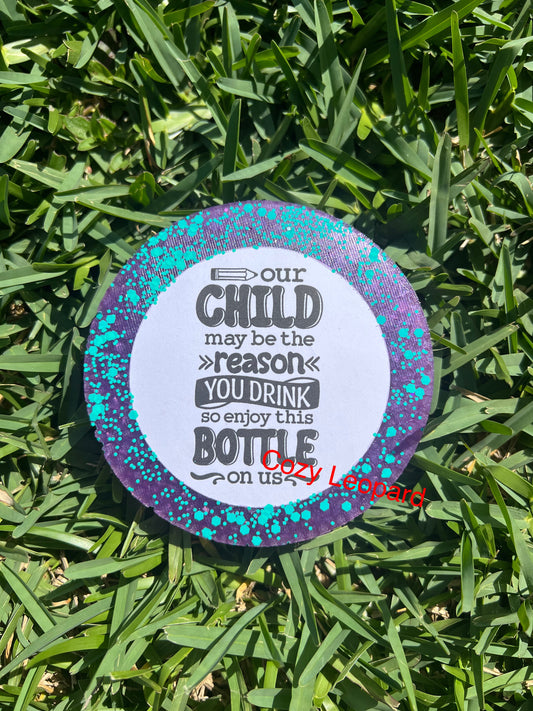 our
CHILD
may be the
»reason«
YOU DRINK
so enjoy this
BOTTLE
on us
Cozy Leopard